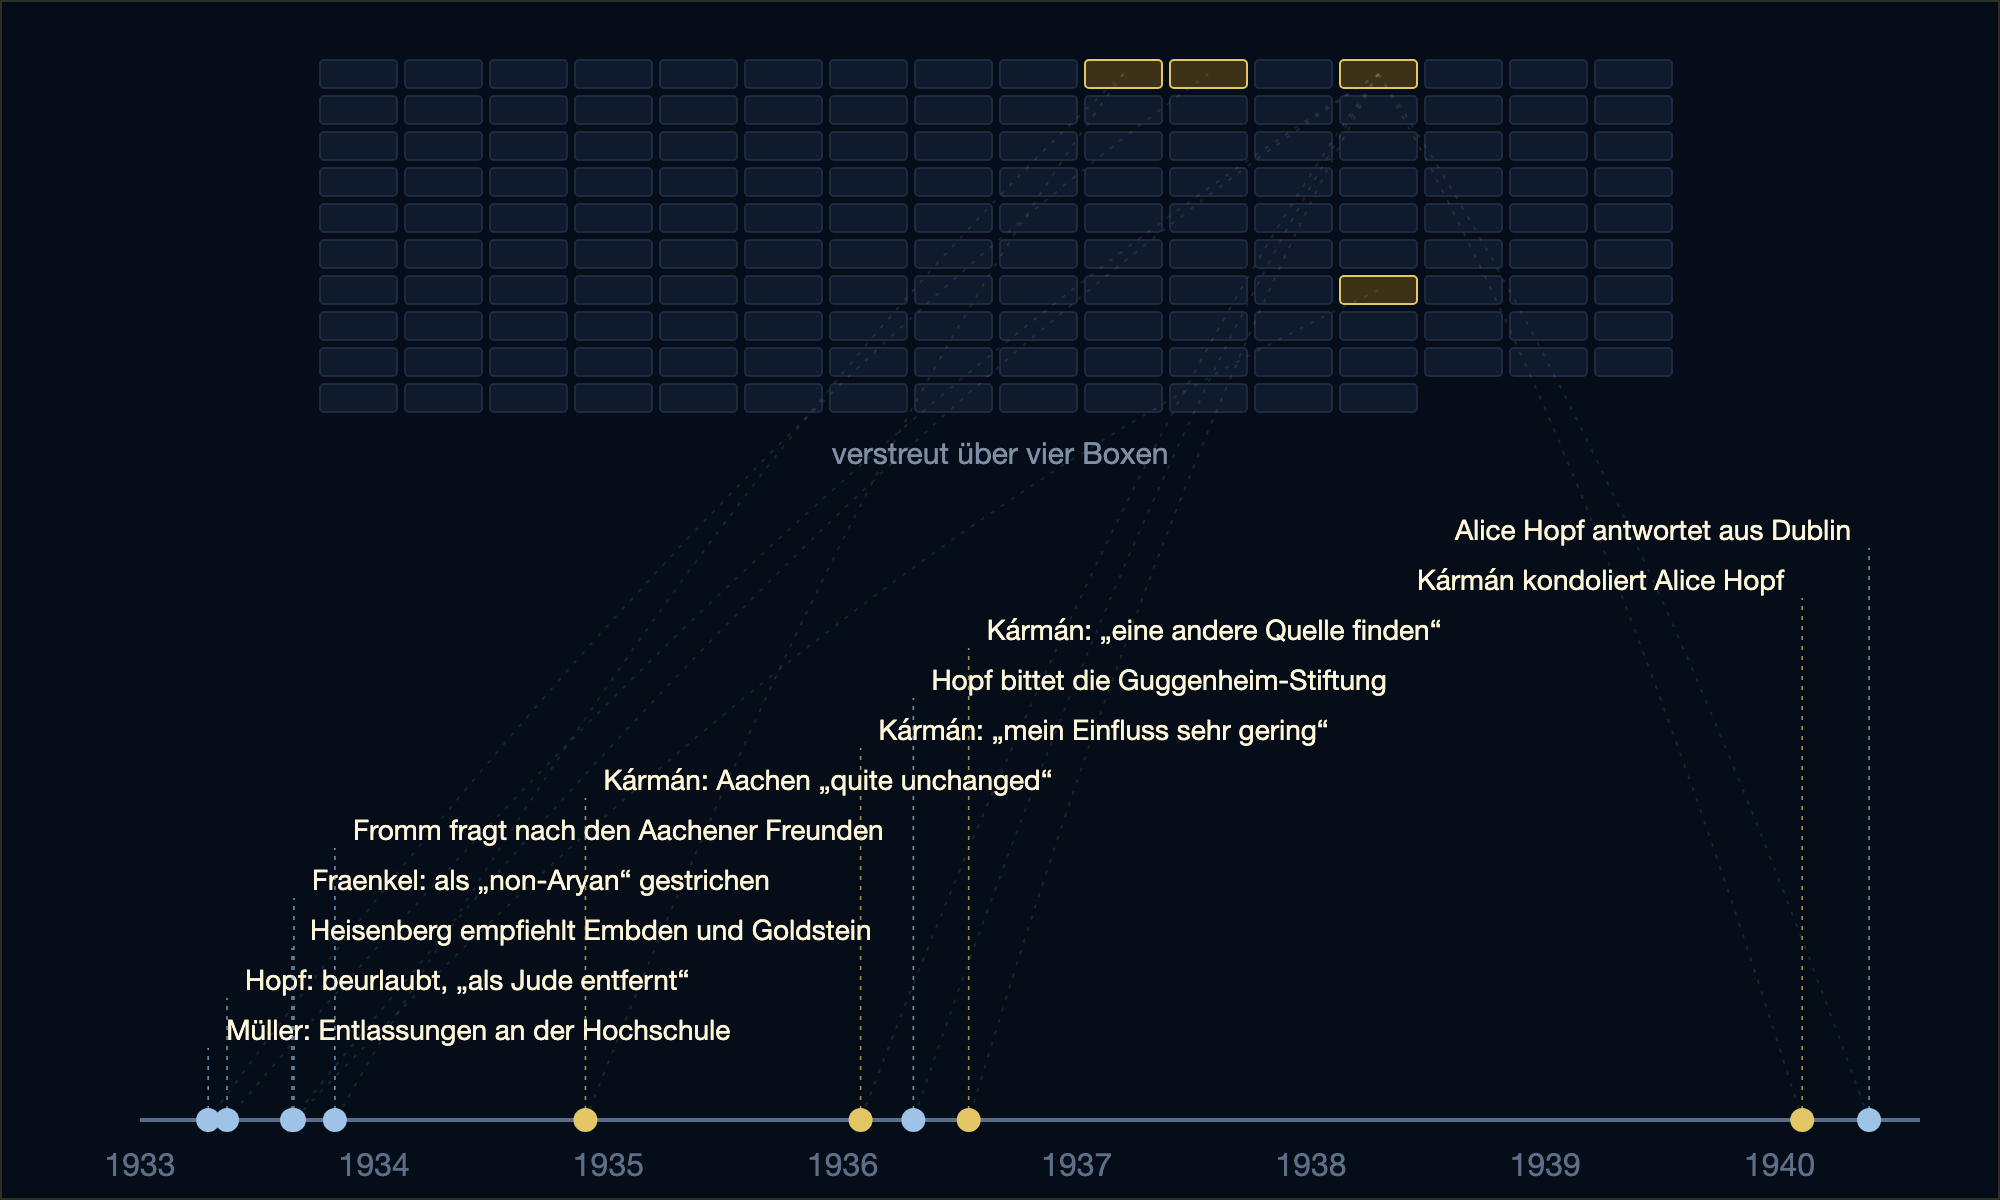 verstreut über vier Boxen
Alice Hopf antwortet aus Dublin
Kármán kondoliert Alice Hopf
Kármán: „eine andere Quelle finden“
Hopf bittet die Guggenheim-Stiftung
Kármán: „mein Einfluss sehr gering“
Kármán: Aachen „quite unchanged“
Fromm fragt nach den Aachener Freunden
Fraenkel: als „non-Aryan“ gestrichen
Heisenberg empfiehlt Embden und Goldstein
Hopf: beurlaubt, „als Jude entfernt“
Müller: Entlassungen an der Hochschule
1933 1934 1935 1936 1937 1938 1939 1940